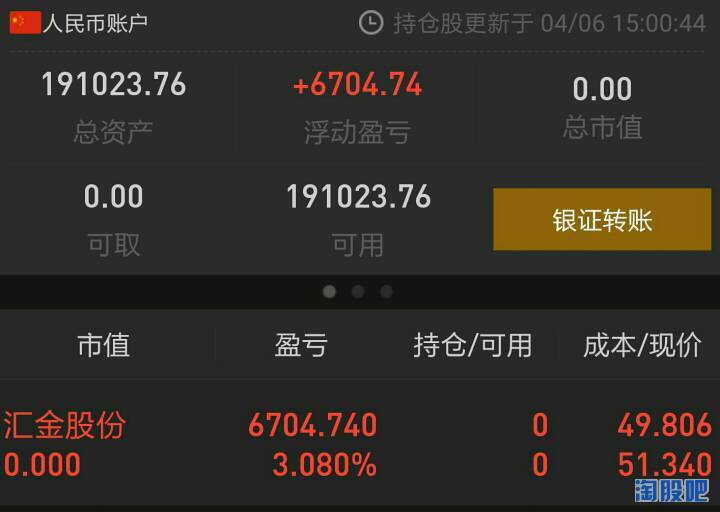 人民币账户 持仓股更新于 04/06 15:00:44
191023.76 +6704.74 0.00
总资产 浮动盈亏 总市值
0.00 191023.76
可取 可用 银证转账
市值 盈亏 持仓/可用 成本/现价
汇金股份 6704.740 0 49.806
0.000 3.080% 0 51.340
淘股吧